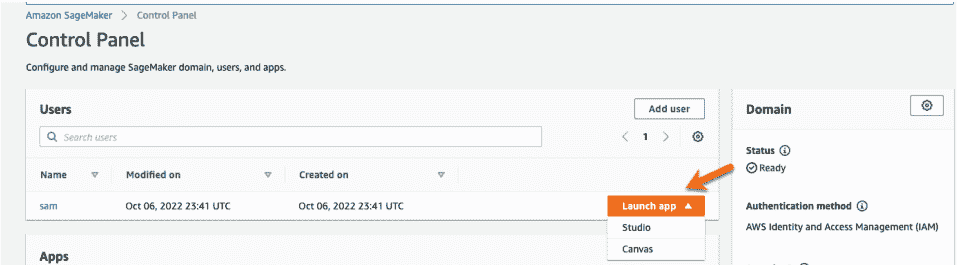 Amazon SageMaker > Control Panel
Control Panel
Configure and manage SageMaker domain, users, and apps.
Users
Add user
Search users
< 1 >
Name Modified on Created on
sam Oct 06, 2022 23:41 UTC Oct 06, 2022 23:41 UTC Launch app
Studio
Canvas
Apps
Domain
Status
Ready
Authentication method
AWS Identity and Access Management (IAM)